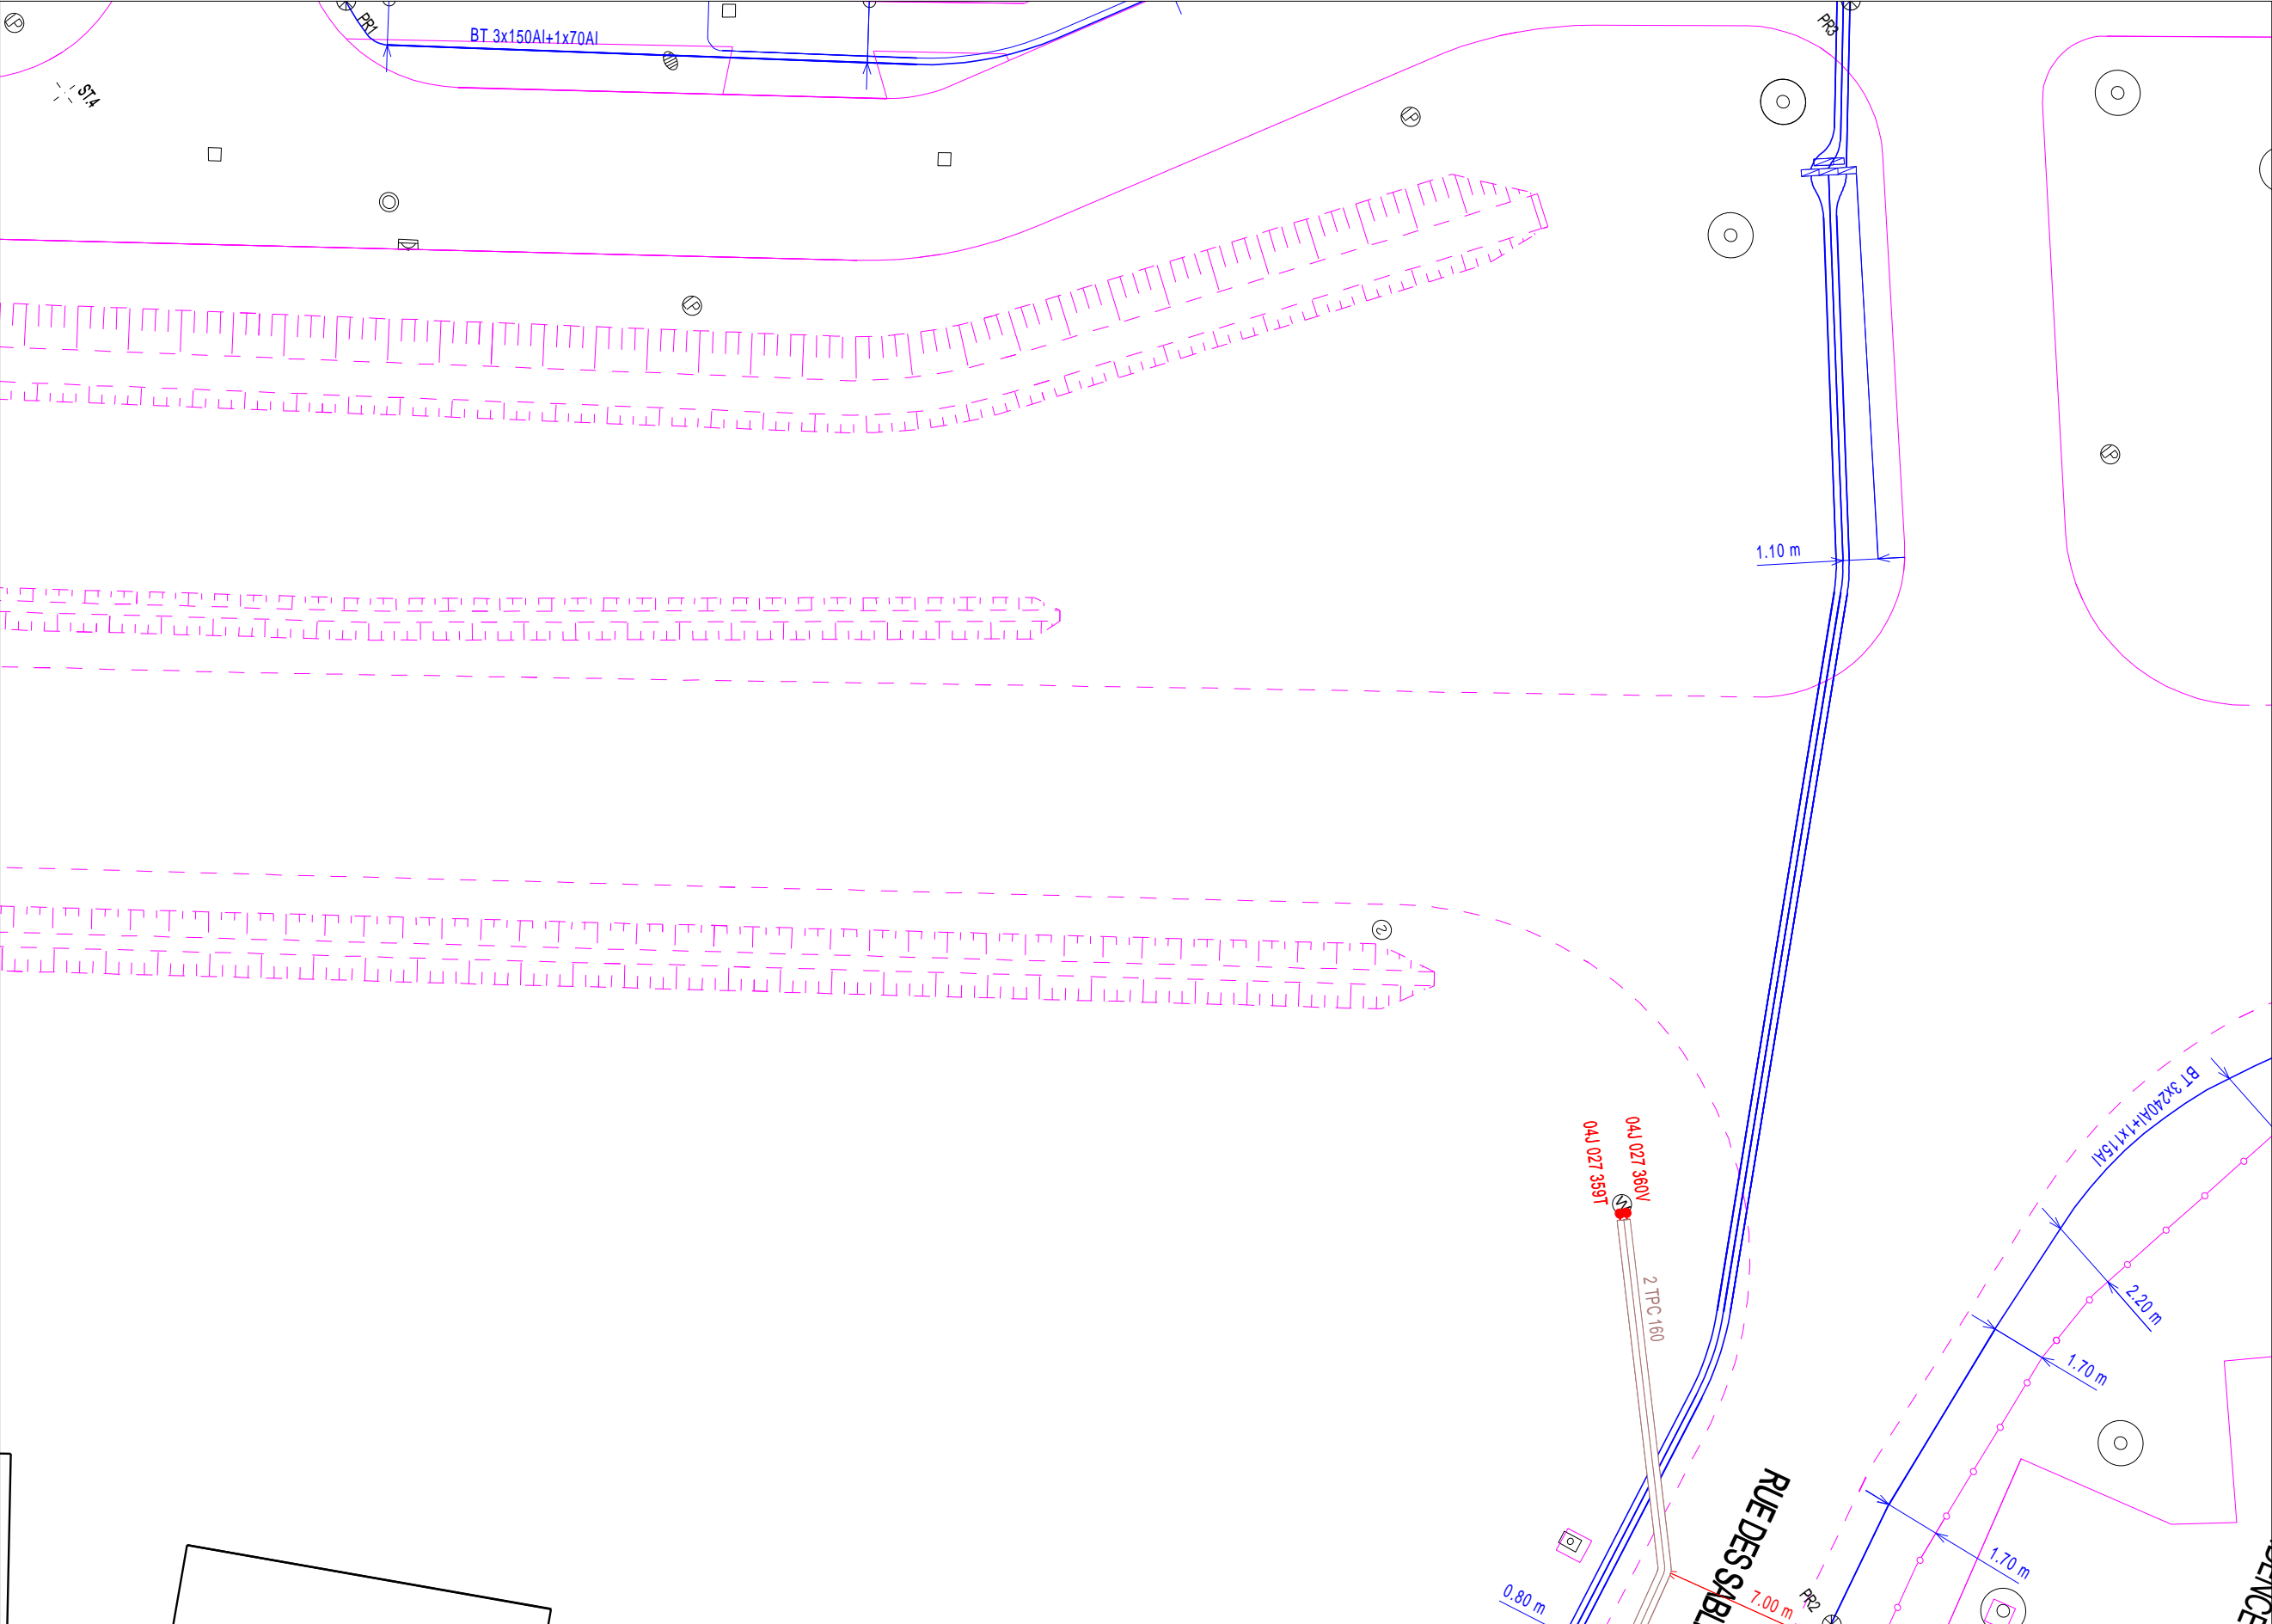 PR1
BT 3x150Al+1x70Al
PR3
ST.4
1.10 m
BT 3x240Al+1x115Al
04J 027 359T
04J 027 360V
2 TPC 160
2.20 m
1.70 m
RUE DES SABL
1.70 m
0.80 m
7.00 m
PR2
DENCE